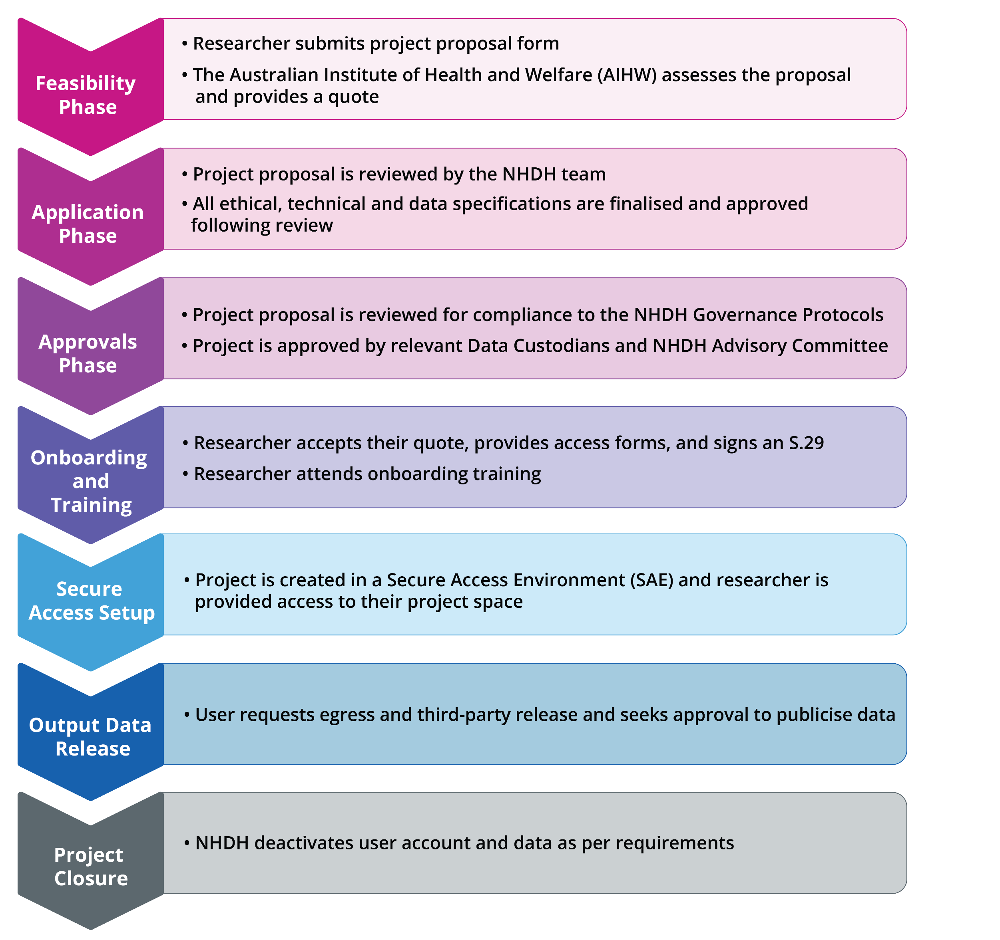 Feasibility
Phase
• Researcher submits project proposal form
• The Australian Institute of Health and Welfare (AIHW) assesses the proposal
and provides a quote
Application
Phase
• Project proposal is reviewed by the NHDH team
• All ethical, technical and data specifications are finalised and approved
following review
Approvals
Phase
• Project proposal is reviewed for compliance to the NHDH Governance Protocols
• Project is approved by relevant Data Custodians and NHDH Advisory Committee
Onboarding
and
Training
• Researcher accepts their quote, provides access forms, and signs an S.29
• Researcher attends onboarding training
Secure
Access Setup
• Project is created in a Secure Access Environment (SAE) and researcher is
provided access to their project space
Output Data
Release
• User requests egress and third-party release and seeks approval to publicise data
Project
Closure
• NHDH deactivates user account and data as per requirements